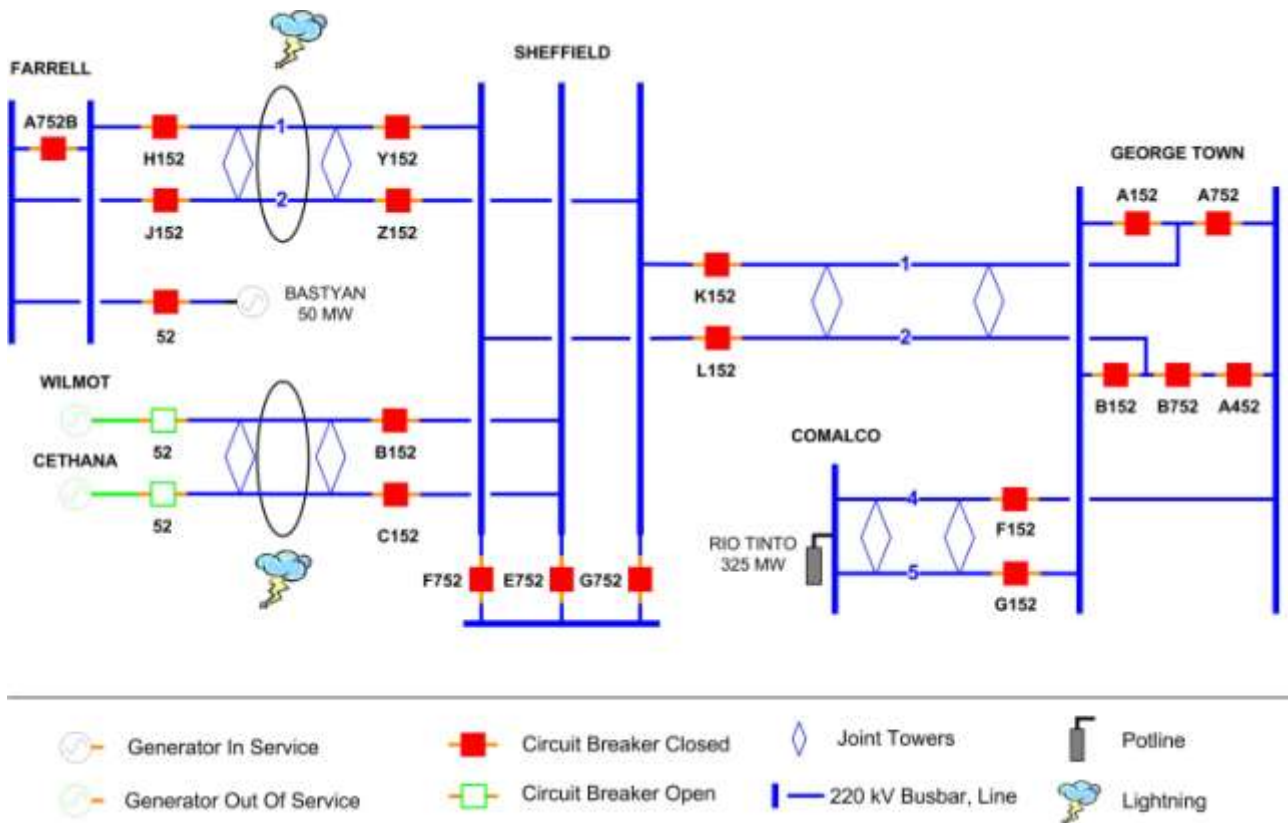 FARRELL
SHEFFIELD
A752B
H152
1
Y152
J152
2
Z152
GEORGE TOWN
A152
A752
K152
1
BASTYAN
50 MW
52
L152
2
B152
B752
A452
WILMOT
52
B152
CETHANA
52
C152
COMALCO
4
F152
RIO TINTO
325 MW
5
G152
F752
E752
G752
Generator In Service
Circuit Breaker Closed
Joint Towers
Potline
Generator Out Of Service
Circuit Breaker Open
220 kV Busbar, Line
Lightning